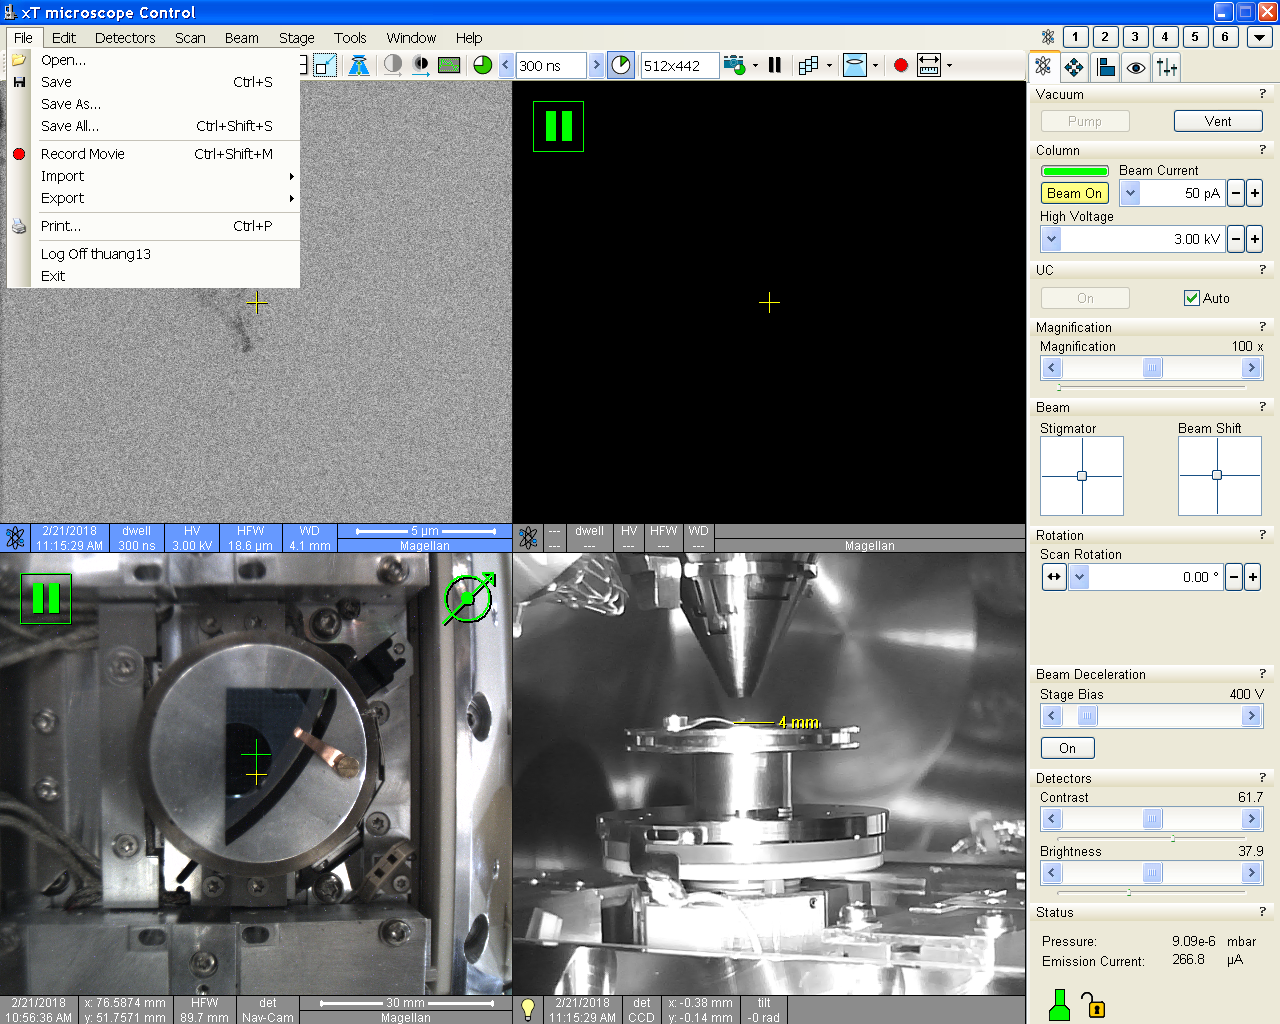 xT microscope Control
File Edit Detectors Scan Beam Stage Tools Window Help
1 2 3 4 5 6
Open...
Save Ctrl+S
Save As...
Save All... Ctrl+Shift+S
Record Movie Ctrl+Shift+M
Import
Export
Print... Ctrl+P
Log Off thuang13
Exit
300 ns
512x442
Vacuum ?
Pump Vent
Column ?
Beam Current
Beam On 50 pA
High Voltage
3.00 kV
UC ?
On Auto
Magnification ?
Magnification 100 x
Beam ?
Stigmator Beam Shift
Rotation ?
Scan Rotation
0.00 °
Beam Deceleration ?
Stage Bias 400 V
On
Detectors ?
Contrast 61.7
Brightness 37.9
Status ?
Pressure: 9.09e-6 mbar
Emission Current: 266.8 µA
2/21/2018 dwell HV HFW WD 5 µm
11:15:29 AM 300 ns 3.00 kV 18.6 µm 4.1 mm Magellan
--- dwell HV HFW WD
--- --- --- --- --- Magellan
4 mm
2/21/2018 x: 76.5874 mm HFW det 30 mm
10:56:36 AM y: 51.7571 mm 89.7 mm Nav-Cam Magellan
2/21/2018 det x: -0.38 mm tilt
11:15:29 AM CCD y: -0.14 mm -0 rad